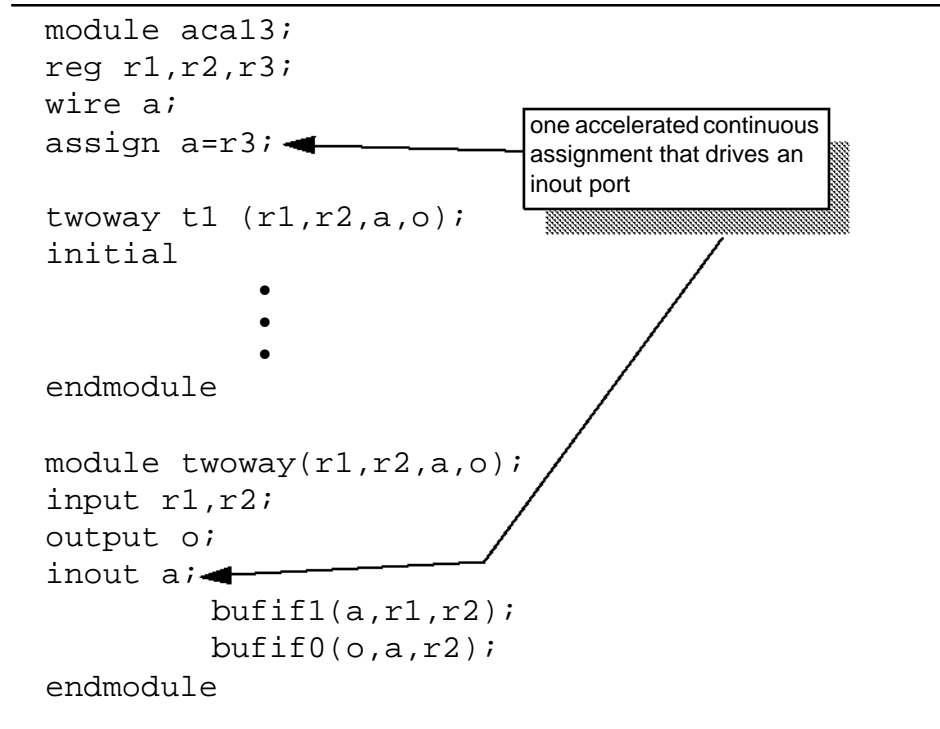 module aca13;
reg r1,r2,r3;
wire a;
assign a=r3;
one accelerated continuous
assignment that drives an
inout port
twoway t1 (r1,r2,a,o);
initial
•
•
•
endmodule
module twoway(r1,r2,a,o);
input r1,r2;
output o;
inout a;
bufif1(a,r1,r2);
bufif0(o,a,r2);
endmodule